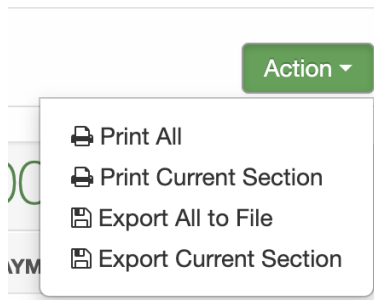 Action
Print All
Print Current Section
Export All to File
Export Current Section